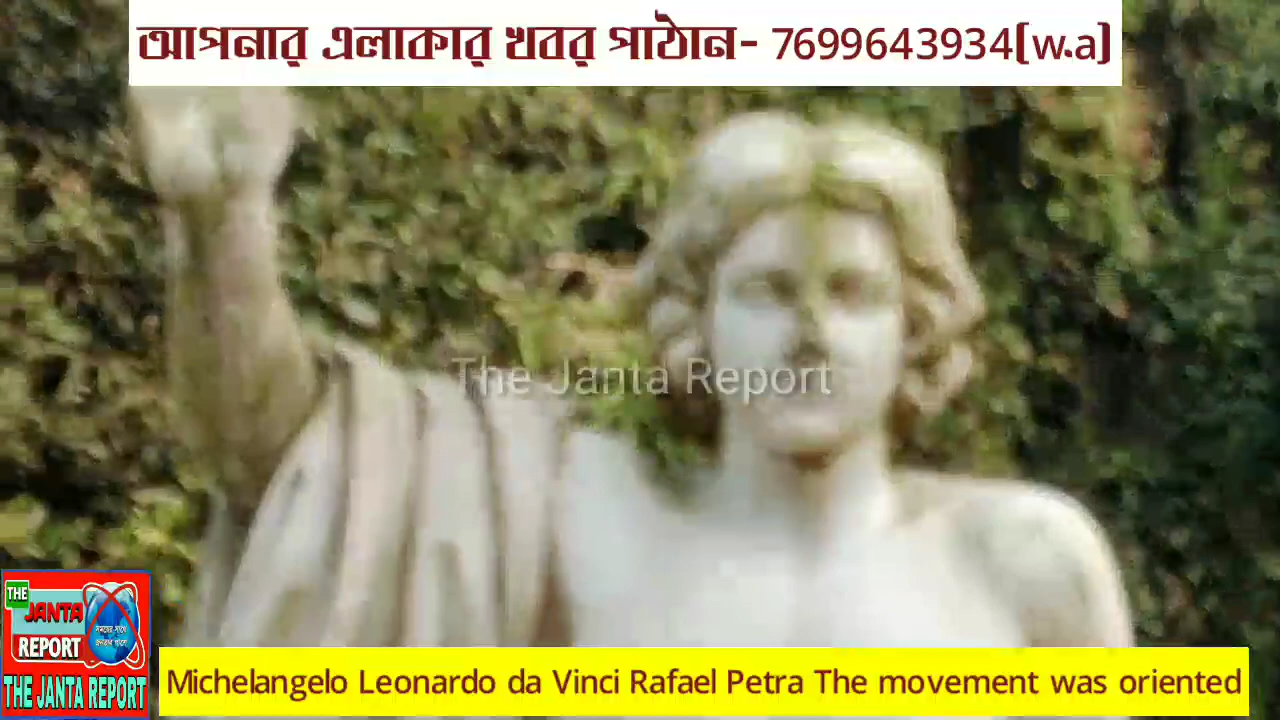 আপনার এলাকার খবর পাঠান- 7699643934(w.a)
The Janta Report
THE
JANTA
REPORT
THE JANTA REPORT
Michelangelo Leonardo da Vinci Rafael Petra The movement was oriented